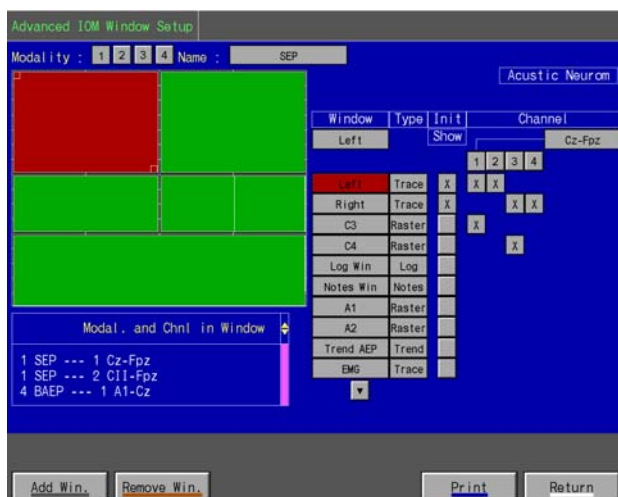 Advanced IOM Window Setup
Modality : 1 2 3 4 Name : SEP
Acustic Neurom
Window Type Init Channel
Left Show Cz-Fpz
1 2 3 4
Left Trace X X X
Right Trace X X X
C3 Raster X
C4 Raster X
Log Win Log
Notes Win Notes
A1 Raster
A2 Raster
Trend AEP Trend
EMG Trace
Modal. and Chnl in Window
1 SEP --- 1 Cz-Fpz
1 SEP --- 2 CII-Fpz
4 BAEP --- 1 A1-Cz
Add Win. Remove Win. Print Return